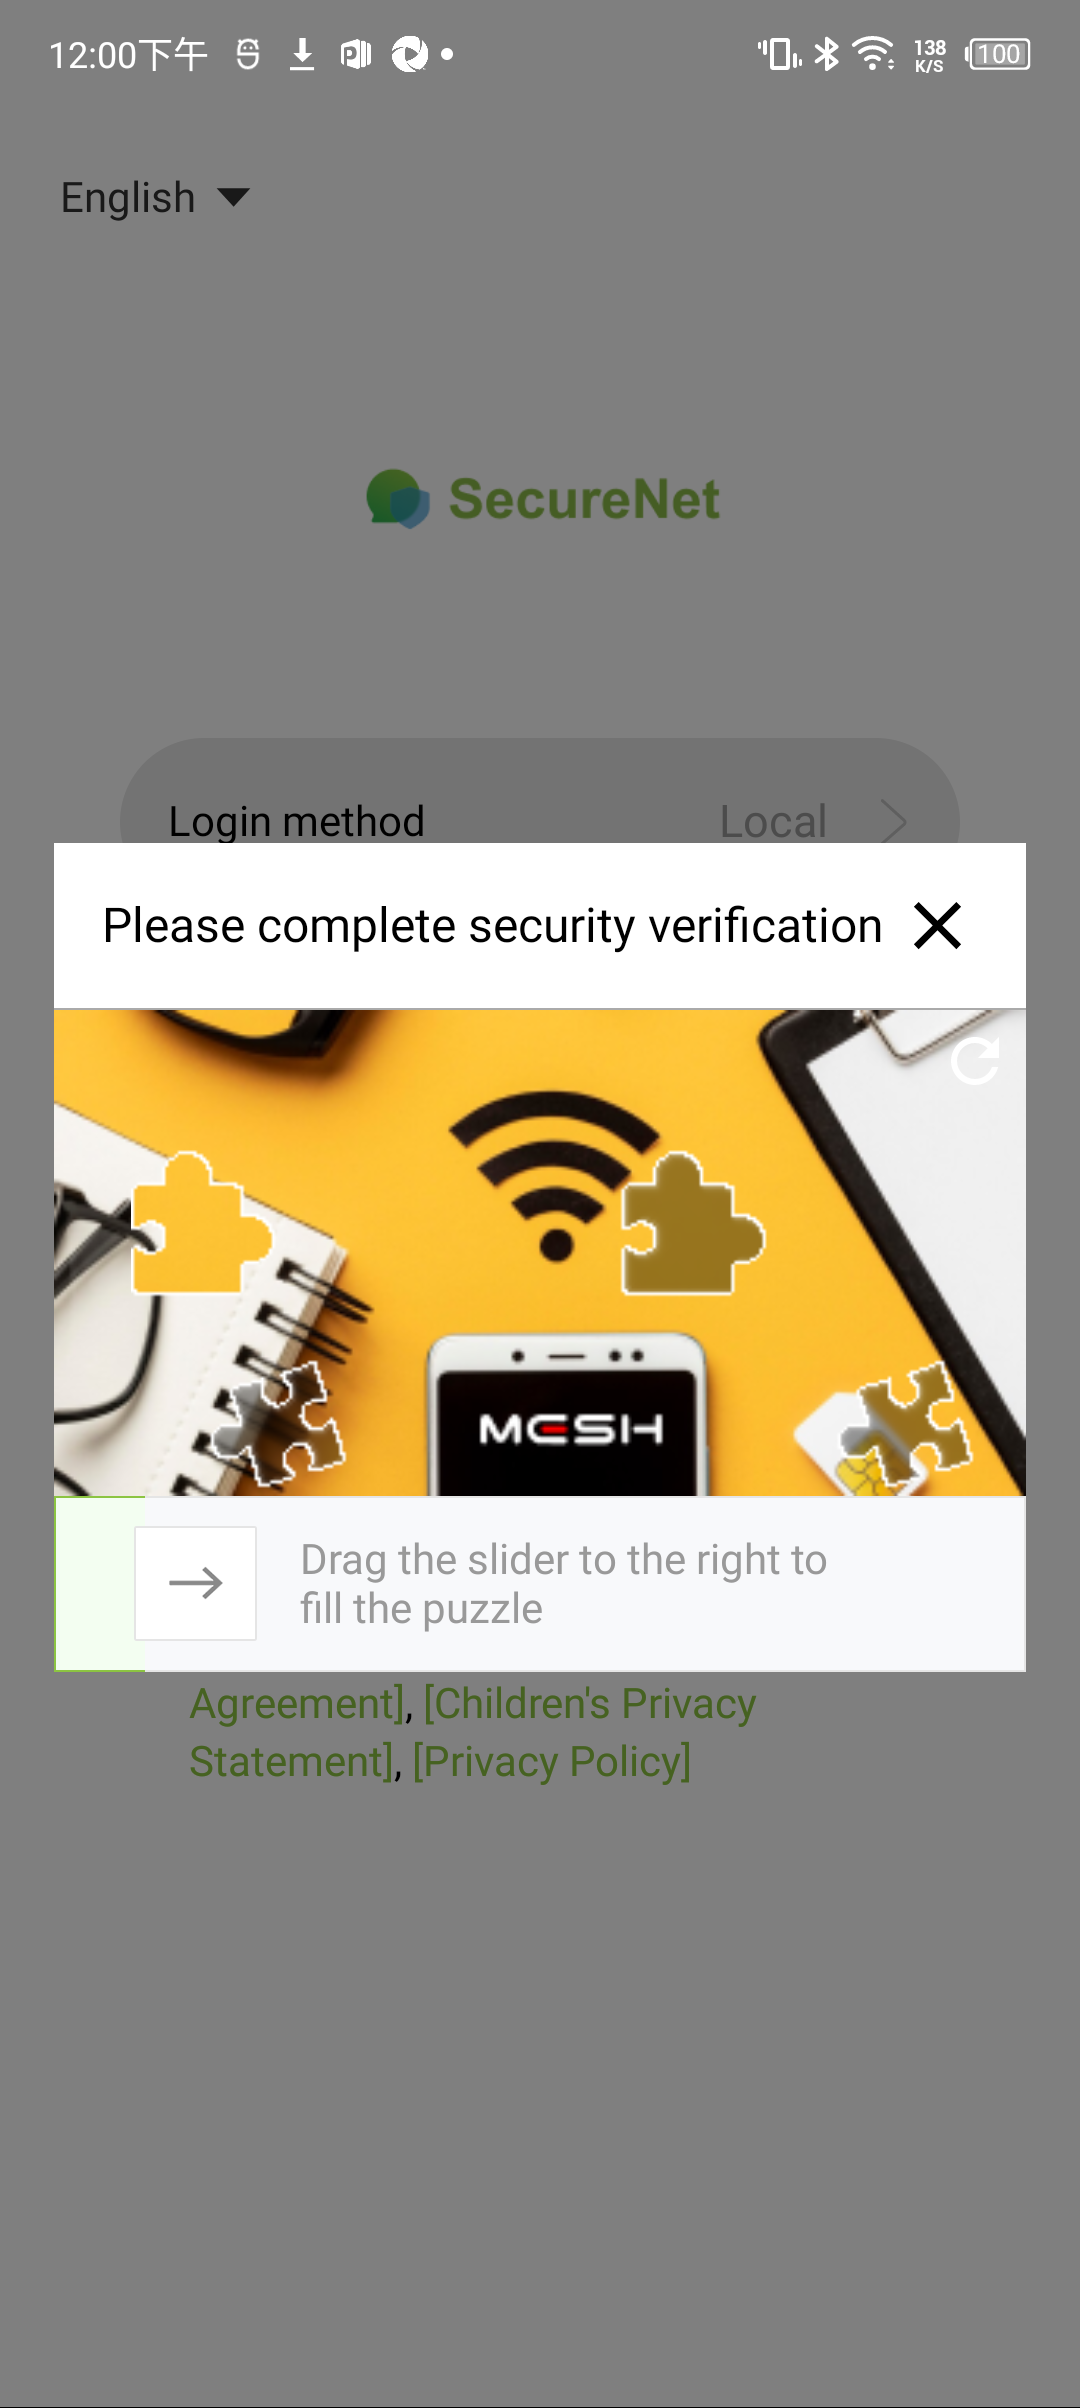 12:00下午
138
K/S
100
English
SecureNet
Login method
Local
Please complete security verification
MESH
Drag the slider to the right to
fill the puzzle
Agreement], [Children's Privacy
Statement], [Privacy Policy]